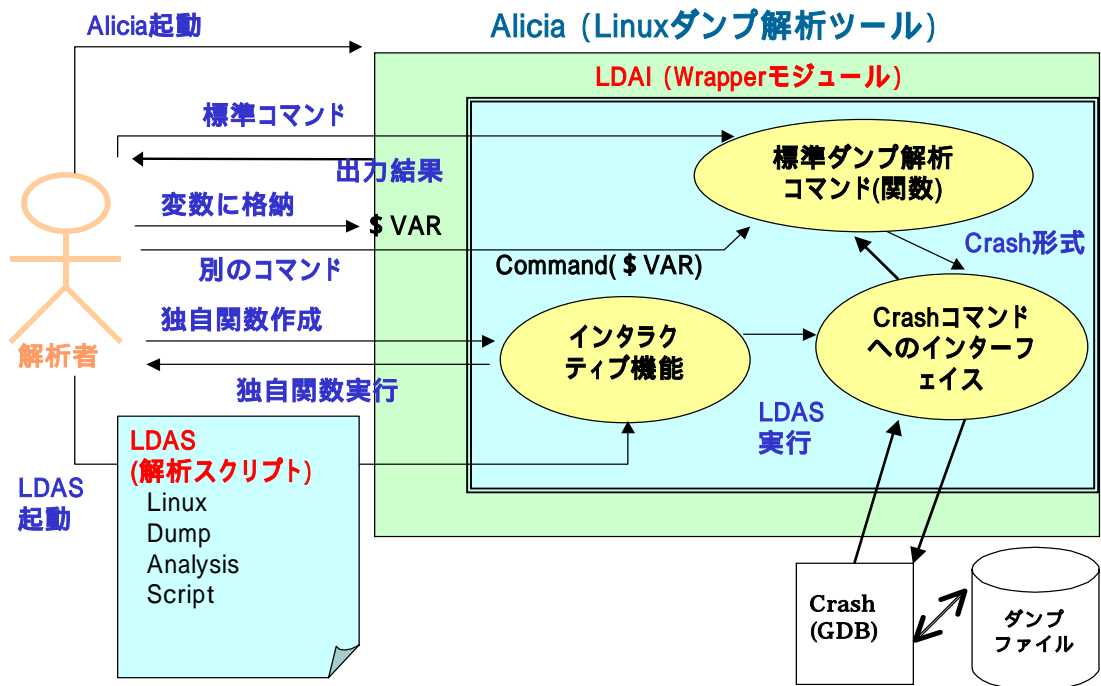 Alicia起動
Alicia（Linuxダンプ解析ツール）
LDAI（Wrapperモジュール）
標準コマンド
出力結果
標準ダンプ解析
コマンド(関数)
変数に格納
＄VAR
別のコマンド
Command(＄VAR)
Crash形式
独自関数作成
インタラク
ティブ機能
Crashコマンド
へのインターフ
ェイス
解析者
独自関数実行
LDAS
実行
LDAS
(解析スクリプト)
Linux
Dump
Analysis
Script
LDAS
起動
Crash
(GDB)
ダンプ
ファイル